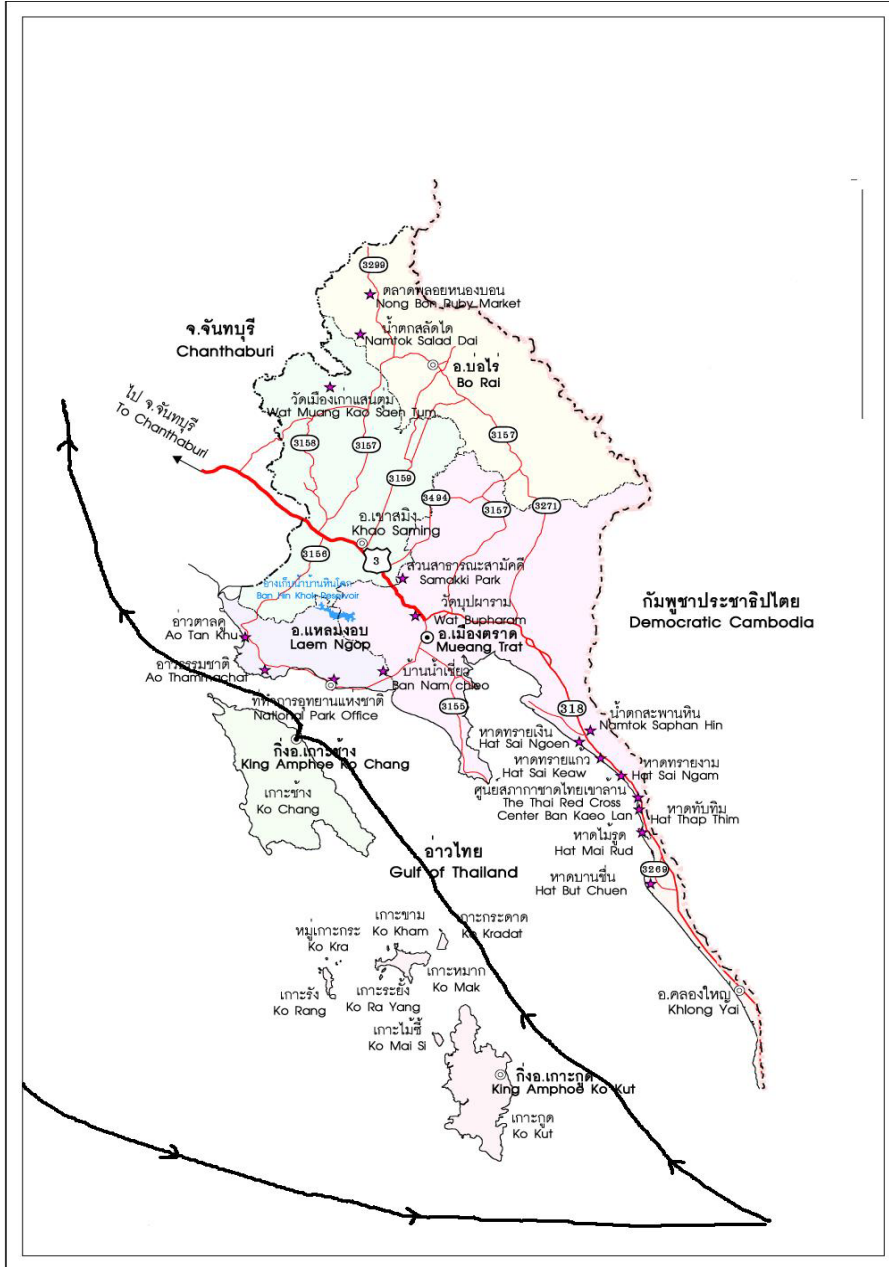 3299
ตลาดพลอยหนองบอน
Nong Bon Ruby Market
จ.จันทบุรี
Chanthaburi
น้ำตกสลัดได
Namtok Salad Dai
อ.บ่อไร่
Bo Rai
วัดเมืองเก่าแสนตุ่ม
Wat Muang Kao Saen Tum
ไป จ.จันทบุรี
To Chanthaburi
3158
3157
3157
3159
3494
3157
3271
อ.เขาสมิง
Khao Saming
3
3156
สวนสาธารณะสามัคคี
Samakki Park
อ่างเก็บน้ำบ้านหินโคก
Ban Hin Khok Reservoir
วัดบุปผาราม
Wat Bupharam
กัมพูชาประชาธิปไตย
Democratic Cambodia
อ่าวตาลคู่
Ao Tan Khu
อ.แหลมงอบ
Laem Ngop
อ.เมืองตราด
Mueang Trat
อ่าวธรรมชาติ
Ao Thammachat
บ้านน้ำเชี่ยว
Ban Nam chieo
ที่ทำการอุทยานแห่งชาติ
National Park Office
3155
318
น้ำตกสะพานหิน
Namtok Saphan Hin
หาดทรายเงิน
Hat Sai Ngoen
กิ่งอ.เกาะช้าง
King Amphoe Ko Chang
หาดทรายแก้ว
Hat Sai Keaw
หาดทรายงาม
Hat Sai Ngam
เกาะช้าง
Ko Chang
ศูนย์สภากาชาดไทยเขาล้าน
The Thai Red Cross
Center Ban Kaeo Lan
หาดทับทิม
Hat Thap Thim
หาดไม้รูด
Hat Mai Rud
อ่าวไทย
Gulf of Thailand
3269
หาดบานชื่น
Hat But Chuen
เกาะขาม
Ko Kham
เกาะกระดาด
Ko Kradat
หมู่เกาะกระ
Ko Kra
เกาะหมาก
Ko Mak
เกาะรัง
Ko Rang
เกาะระยั้ง
Ko Ra Yang
อ.คลองใหญ่
Khlong Yai
เกาะไม้ซี้
Ko Mai Si
กิ่งอ.เกาะกูด
King Amphoe Ko Kut
เกาะกูด
Ko Kut